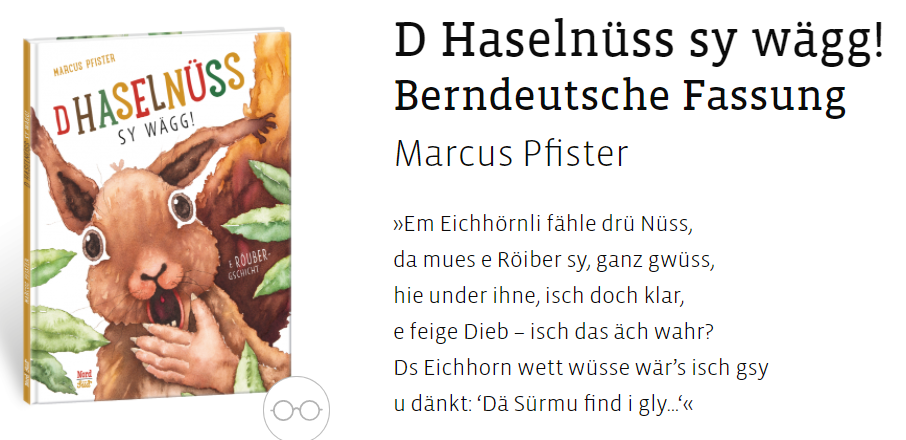 MARCUS PFISTER
D HASELNÜSS
SY WÄGG!
E RÖUBER-
GSCHICHT
Nord
Süd
D Haselnüss sy wägg!
Berndeutsche Fassung
Marcus Pfister
»Em Eichhörnli fähle drü Nüss,
da mues e Röiber sy, ganz gwüss,
hie under ihne, isch doch klar,
e feige Dieb – isch das äch wahr?
Ds Eichhorn wett wüsse wär’s isch gsy
u dänkt: ‘Dä Sürmu find i gly...‘«